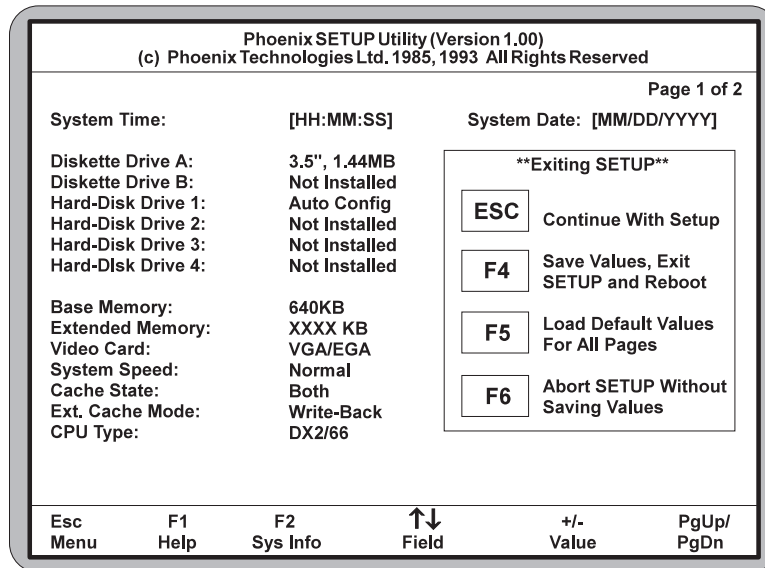 Phoenix SETUP Utility (Version 1.00)
(c) Phoenix Technologies Ltd. 1985, 1993 All Rights Reserved
Page 1 of 2
System Time: [HH:MM:SS] System Date: [MM/DD/YYYY]
Diskette Drive A: 3.5", 1.44MB
Diskette Drive B: Not Installed
Hard-Disk Drive 1: Auto Config
Hard-Disk Drive 2: Not Installed
Hard-Disk Drive 3: Not Installed
Hard-DIsk Drive 4: Not Installed
Base Memory: 640KB
Extended Memory: XXXX KB
Video Card: VGA/EGA
System Speed: Normal
Cache State: Both
Ext. Cache Mode: Write-Back
CPU Type: DX2/66
**Exiting SETUP**
ESC Continue With Setup
F4 Save Values, Exit
SETUP and Reboot
F5 Load Default Values
For All Pages
F6 Abort SETUP Without
Saving Values
Esc F1 F2 ↑↓ +/- PgUp/
Menu Help Sys Info Field Value PgDn